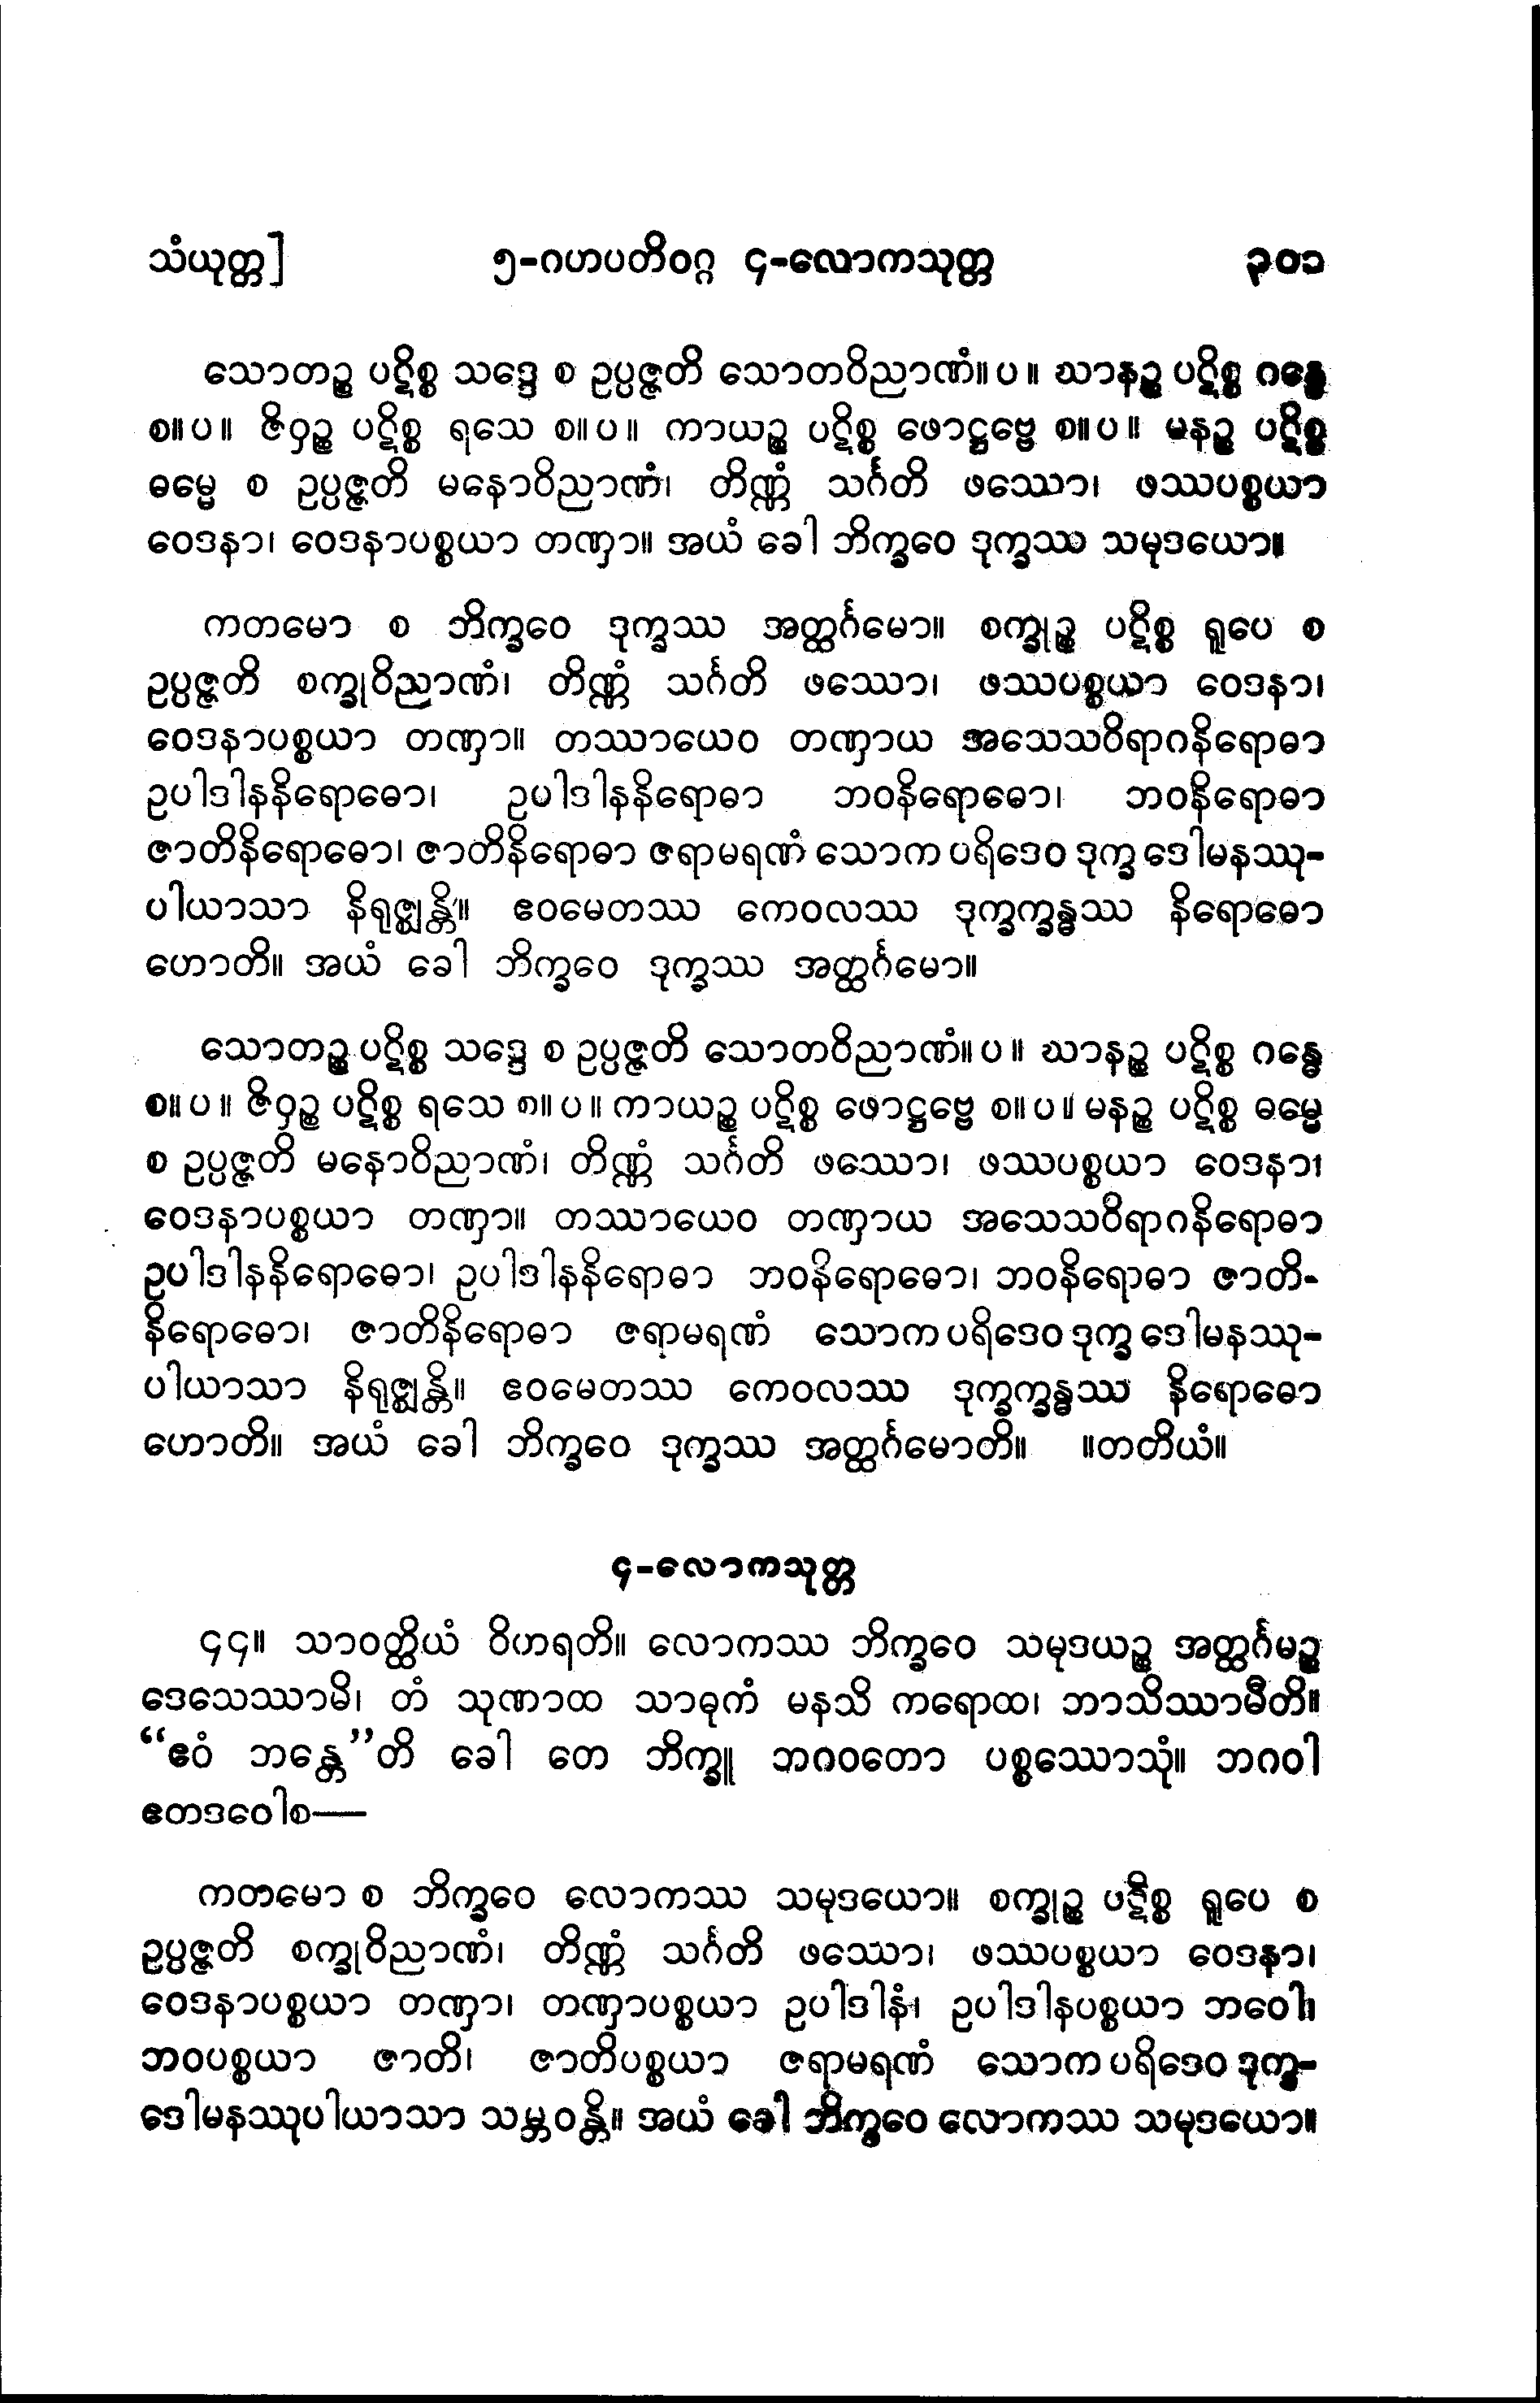 သံယုတ္တ] ၅-ဂဟပတိဝဂ္ဂ ၄-လောကသုတ္တ ၃၀၁
သောတဉ္စ ပဋိစ္စ သဒ္ဒေ စ ဥပ္ပဇ္ဇတိ သောတဝိညာဏံ။ပ။ ဃာနဉ္စ ပဋိစ္စ ဂန္ဓေ
စ။ပ။ ဇိဝှဉ္စ ပဋိစ္စ ရသေ စ။ပ။ ကာယဉ္စ ပဋိစ္စ ဖောဋ္ဌဗ္ဗေ စ။ပ။ မနဉ္စ ပဋိစ္စ
ဓမ္မေ စ ဥပ္ပဇ္ဇတိ မနောဝိညာဏံ၊ တိဏ္ဏံ သင်္ဂတိ ဖဿော၊ ဖဿပစ္စယာ
ဝေဒနာ၊ ဝေဒနာပစ္စယာ တဏှာ။ အယံ ခေါ ဘိက္ခဝေ ဒုက္ခဿ သမုဒယော။
ကတမော စ ဘိက္ခဝေ ဒုက္ခဿ အတ္ထင်္ဂမော။ စက္ခုဉ္စ ပဋိစ္စ ရူပေ စ
ဥပ္ပဇ္ဇတိ စက္ခုဝိညာဏံ၊ တိဏ္ဏံ သင်္ဂတိ ဖဿော၊ ဖဿပစ္စယာ ဝေဒနာ၊
ဝေဒနာပစ္စယာ တဏှာ။ တဿာယေဝ တဏှာယ အသေသဝိရာဂနိရောဓာ
ဥပါဒါနနိရောဓော၊ ဥပါဒါနနိရောဓာ ဘဝနိရောဓော၊ ဘဝနိရောဓာ
ဇာတိနိရောဓော၊ ဇာတိနိရောဓာ ဇရာမရဏံ သောက ပရိဒေဝ ဒုက္ခ ဒေါမနဿု-
ပါယာသာ နိရုဇ္ဈန္တိ။ ဧဝမေတဿ ကေဝလဿ ဒုက္ခက္ခန္ဓဿ နိရောဓော
ဟောတိ။ အယံ ခေါ ဘိက္ခဝေ ဒုက္ခဿ အတ္ထင်္ဂမော။
သောတဉ္စ ပဋိစ္စ သဒ္ဒေ စ ဥပ္ပဇ္ဇတိ သောတဝိညာဏံ။ပ။ ဃာနဉ္စ ပဋိစ္စ ဂန္ဓေ
စ။ပ။ ဇိဝှဉ္စ ပဋိစ္စ ရသေ စ။ပ။ ကာယဉ္စ ပဋိစ္စ ဖောဋ္ဌဗ္ဗေ စ။ပ။ မနဉ္စ ပဋိစ္စ ဓမ္မေ
စ ဥပ္ပဇ္ဇတိ မနောဝိညာဏံ၊ တိဏ္ဏံ သင်္ဂတိ ဖဿော၊ ဖဿပစ္စယာ ဝေဒနာ၊
ဝေဒနာပစ္စယာ တဏှာ။ တဿာယေဝ တဏှာယ အသေသဝိရာဂနိရောဓာ
ဥပါဒါနနိရောဓော၊ ဥပါဒါနနိရောဓာ ဘဝနိရောဓော၊ ဘဝနိရောဓာ ဇာတိ-
နိရောဓော၊ ဇာတိနိရောဓာ ဇရာမရဏံ သောက ပရိဒေဝ ဒုက္ခ ဒေါမနဿု-
ပါယာသာ နိရုဇ္ဈန္တိ။ ဧဝမေတဿ ကေဝလဿ ဒုက္ခက္ခန္ဓဿ နိရောဓော
ဟောတိ။ အယံ ခေါ ဘိက္ခဝေ ဒုက္ခဿ အတ္ထင်္ဂမောတိ။ ။တတိယံ။
၄-လောကသုတ္တ
၄၄။ သာဝတ္ထိယံ ဝိဟရတိ။ လောကဿ ဘိက္ခဝေ သမုဒယဉ္စ အတ္ထင်္ဂမဉ္စ
ဒေသေဿာမိ၊ တံ သုဏာထ သာဓုကံ မနသိ ကရောထ၊ ဘာသိဿာမီတိ။
“ဧဝံ ဘန္တေ”တိ ခေါ တေ ဘိက္ခူ ဘဂဝတော ပစ္စဿောသုံ။ ဘဂဝါ
ဧတဒဝေါစ—
ကတမော စ ဘိက္ခဝေ လောကဿ သမုဒယော။ စက္ခုဉ္စ ပဋိစ္စ ရူပေ စ
ဥပ္ပဇ္ဇတိ စက္ခုဝိညာဏံ၊ တိဏ္ဏံ သင်္ဂတိ ဖဿော၊ ဖဿပစ္စယာ ဝေဒနာ၊
ဝေဒနာပစ္စယာ တဏှာ၊ တဏှာပစ္စယာ ဥပါဒါနံ၊ ဥပါဒါနပစ္စယာ ဘဝေါ၊
ဘဝပစ္စယာ ဇာတိ၊ ဇာတိပစ္စယာ ဇရာမရဏံ သောက ပရိဒေဝ ဒုက္ခ-
ဒေါမနဿုပါယာသာ သမ္ဘဝန္တိ။ အယံ ခေါ ဘိက္ခဝေ လောကဿ သမုဒယော။